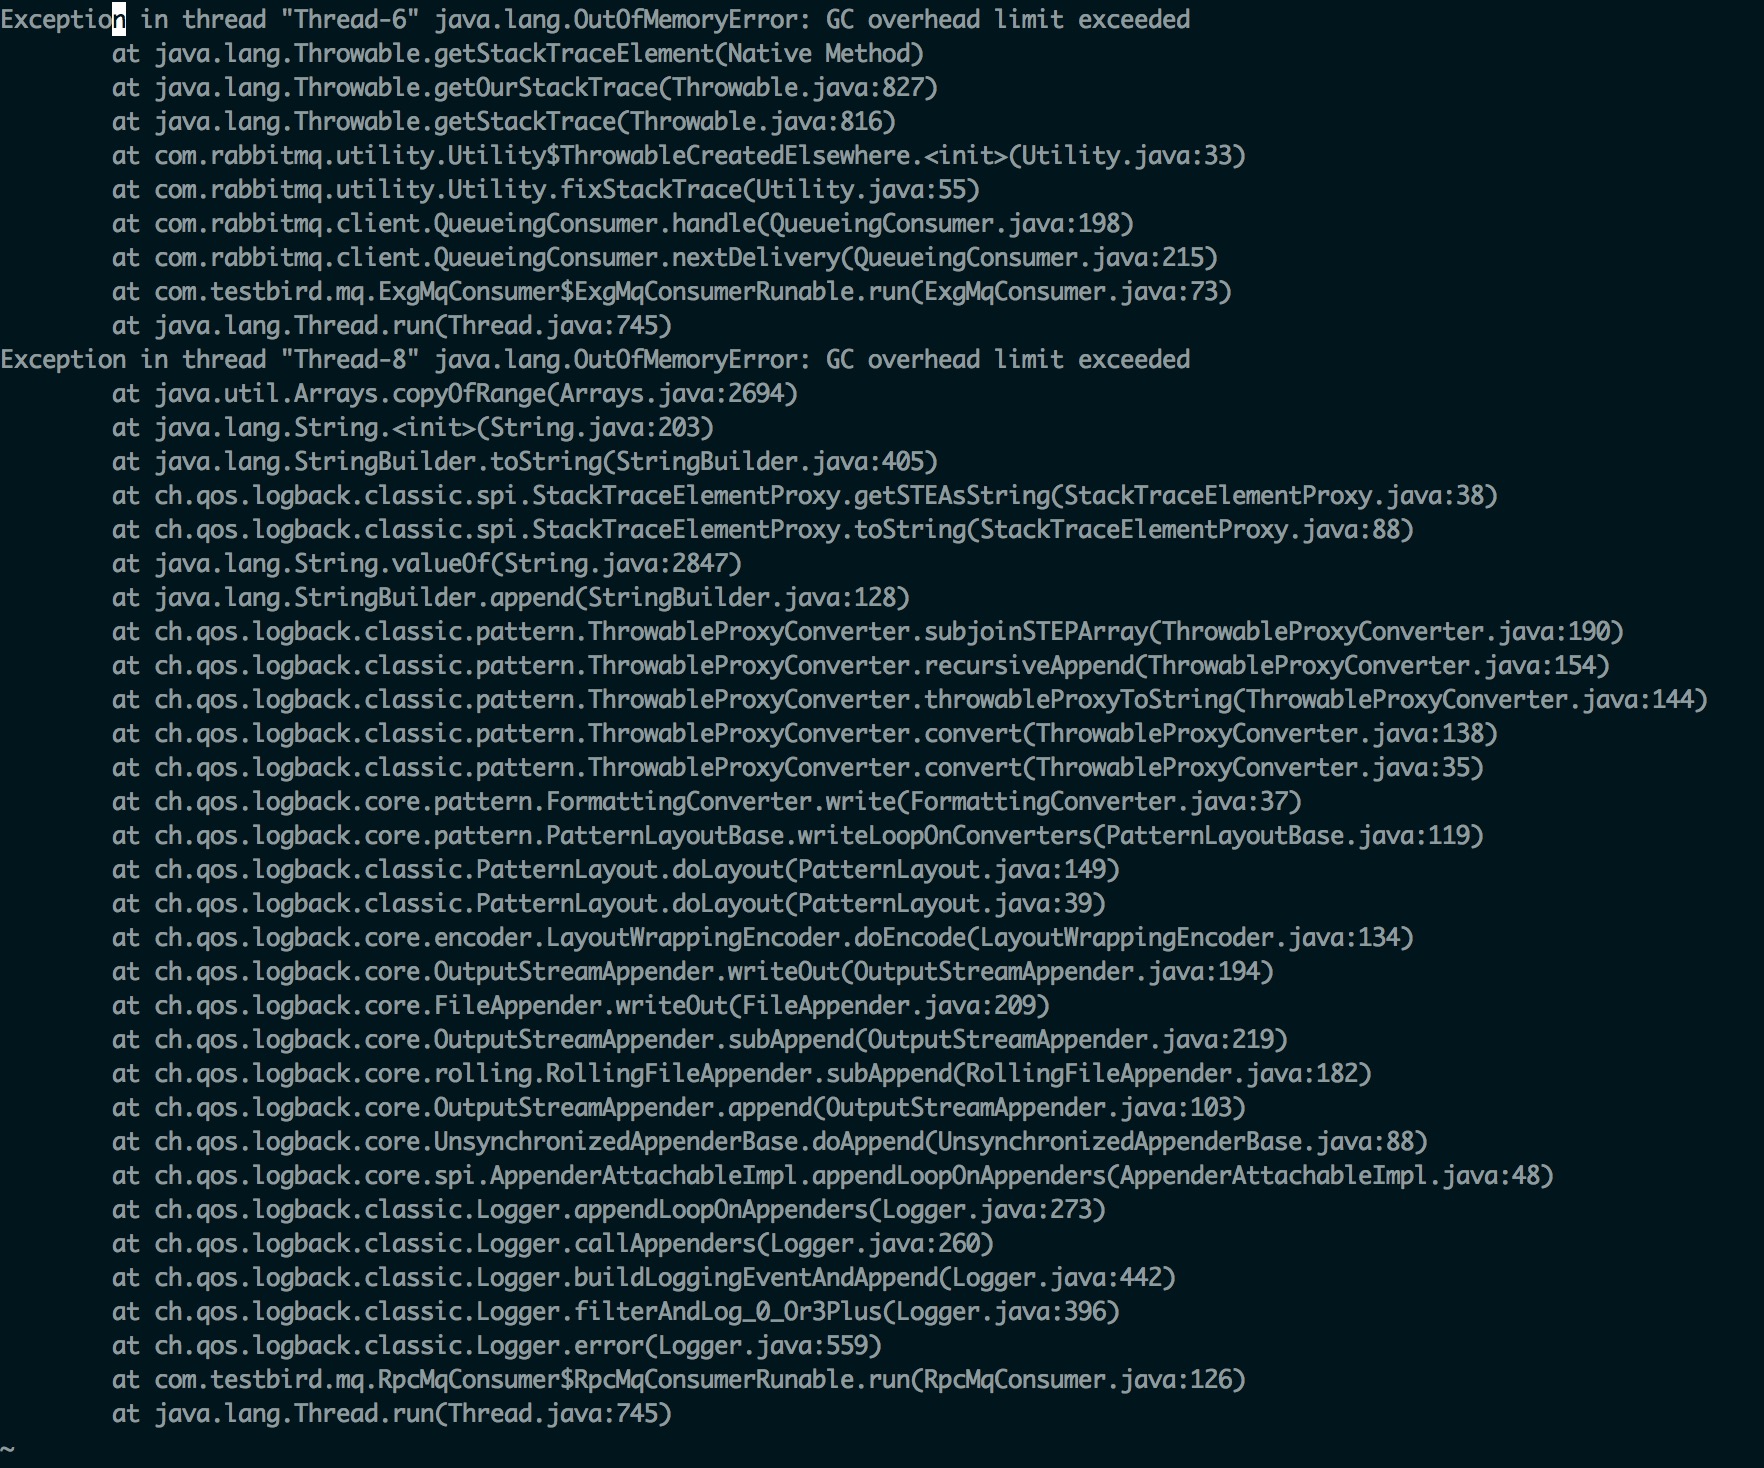 Exception in thread "Thread-6" java.lang.OutOfMemoryError: GC overhead limit exceeded
        at java.lang.Throwable.getStackTraceElement(Native Method)
        at java.lang.Throwable.getOurStackTrace(Throwable.java:827)
        at java.lang.Throwable.getStackTrace(Throwable.java:816)
        at com.rabbitmq.utility.Utility$ThrowableCreatedElsewhere.<init>(Utility.java:33)
        at com.rabbitmq.utility.Utility.fixStackTrace(Utility.java:55)
        at com.rabbitmq.client.QueueingConsumer.handle(QueueingConsumer.java:198)
        at com.rabbitmq.client.QueueingConsumer.nextDelivery(QueueingConsumer.java:215)
        at com.testbird.mq.ExgMqConsumer$ExgMqConsumerRunable.run(ExgMqConsumer.java:73)
        at java.lang.Thread.run(Thread.java:745)
Exception in thread "Thread-8" java.lang.OutOfMemoryError: GC overhead limit exceeded
        at java.util.Arrays.copyOfRange(Arrays.java:2694)
        at java.lang.String.<init>(String.java:203)
        at java.lang.StringBuilder.toString(StringBuilder.java:405)
        at ch.qos.logback.classic.spi.StackTraceElementProxy.getSTEAsString(StackTraceElementProxy.java:38)
        at ch.qos.logback.classic.spi.StackTraceElementProxy.toString(StackTraceElementProxy.java:88)
        at java.lang.String.valueOf(String.java:2847)
        at java.lang.StringBuilder.append(StringBuilder.java:128)
        at ch.qos.logback.classic.pattern.ThrowableProxyConverter.subjoinSTEPArray(ThrowableProxyConverter.java:190)
        at ch.qos.logback.classic.pattern.ThrowableProxyConverter.recursiveAppend(ThrowableProxyConverter.java:154)
        at ch.qos.logback.classic.pattern.ThrowableProxyConverter.throwableProxyToString(ThrowableProxyConverter.java:144)
        at ch.qos.logback.classic.pattern.ThrowableProxyConverter.convert(ThrowableProxyConverter.java:138)
        at ch.qos.logback.classic.pattern.ThrowableProxyConverter.convert(ThrowableProxyConverter.java:35)
        at ch.qos.logback.core.pattern.FormattingConverter.write(FormattingConverter.java:37)
        at ch.qos.logback.core.pattern.PatternLayoutBase.writeLoopOnConverters(PatternLayoutBase.java:119)
        at ch.qos.logback.classic.PatternLayout.doLayout(PatternLayout.java:149)
        at ch.qos.logback.classic.PatternLayout.doLayout(PatternLayout.java:39)
        at ch.qos.logback.core.encoder.LayoutWrappingEncoder.doEncode(LayoutWrappingEncoder.java:134)
        at ch.qos.logback.core.OutputStreamAppender.writeOut(OutputStreamAppender.java:194)
        at ch.qos.logback.core.FileAppender.writeOut(FileAppender.java:209)
        at ch.qos.logback.core.OutputStreamAppender.subAppend(OutputStreamAppender.java:219)
        at ch.qos.logback.core.rolling.RollingFileAppender.subAppend(RollingFileAppender.java:182)
        at ch.qos.logback.core.OutputStreamAppender.append(OutputStreamAppender.java:103)
        at ch.qos.logback.core.UnsynchronizedAppenderBase.doAppend(UnsynchronizedAppenderBase.java:88)
        at ch.qos.logback.core.spi.AppenderAttachableImpl.appendLoopOnAppenders(AppenderAttachableImpl.java:48)
        at ch.qos.logback.classic.Logger.appendLoopOnAppenders(Logger.java:273)
        at ch.qos.logback.classic.Logger.callAppenders(Logger.java:260)
        at ch.qos.logback.classic.Logger.buildLoggingEventAndAppend(Logger.java:442)
        at ch.qos.logback.classic.Logger.filterAndLog_0_Or3Plus(Logger.java:396)
        at ch.qos.logback.classic.Logger.error(Logger.java:559)
        at com.testbird.mq.RpcMqConsumer$RpcMqConsumerRunable.run(RpcMqConsumer.java:126)
        at java.lang.Thread.run(Thread.java:745)
~